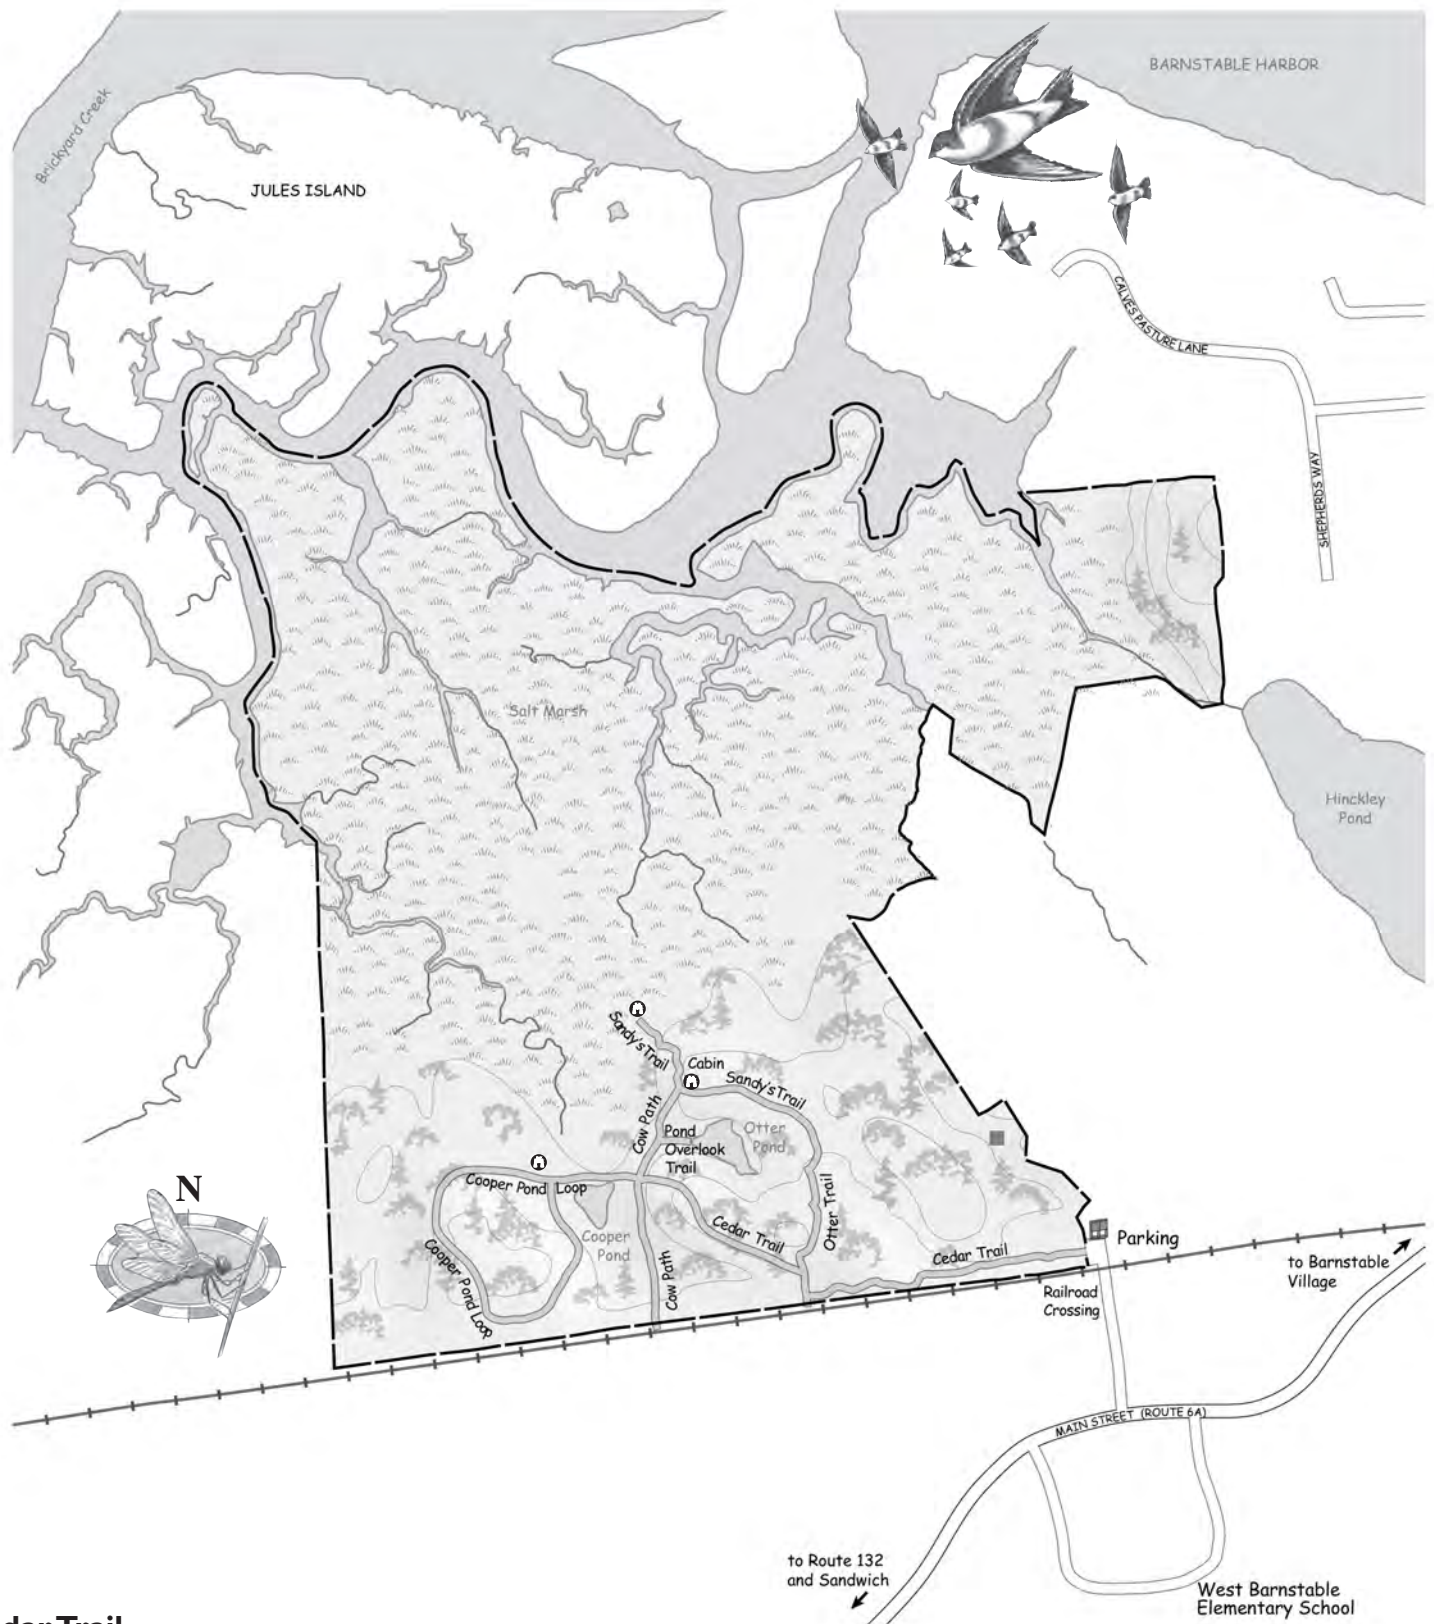 BARNSTABLE HARBOR
Brickyard Creek
JULES ISLAND
CALVES PASTURE LANE
SHEPHERDS WAY
Salt Marsh
Hinckley
Pond
Sandy's Trail
Cabin
Sandy's Trail
Cow Path
Pond
Overlook
Trail
Otter
Pond
N
Cooper Pond Loop
Cooper
Pond
Cedar Trail
Otter Trail
Cooper Pond Loop
Cow Path
Cedar Trail
Parking
to Barnstable
Village
Railroad
Crossing
MAIN STREET (ROUTE 6A)
to Route 132
and Sandwich
West Barnstable
Elementary School
Trail